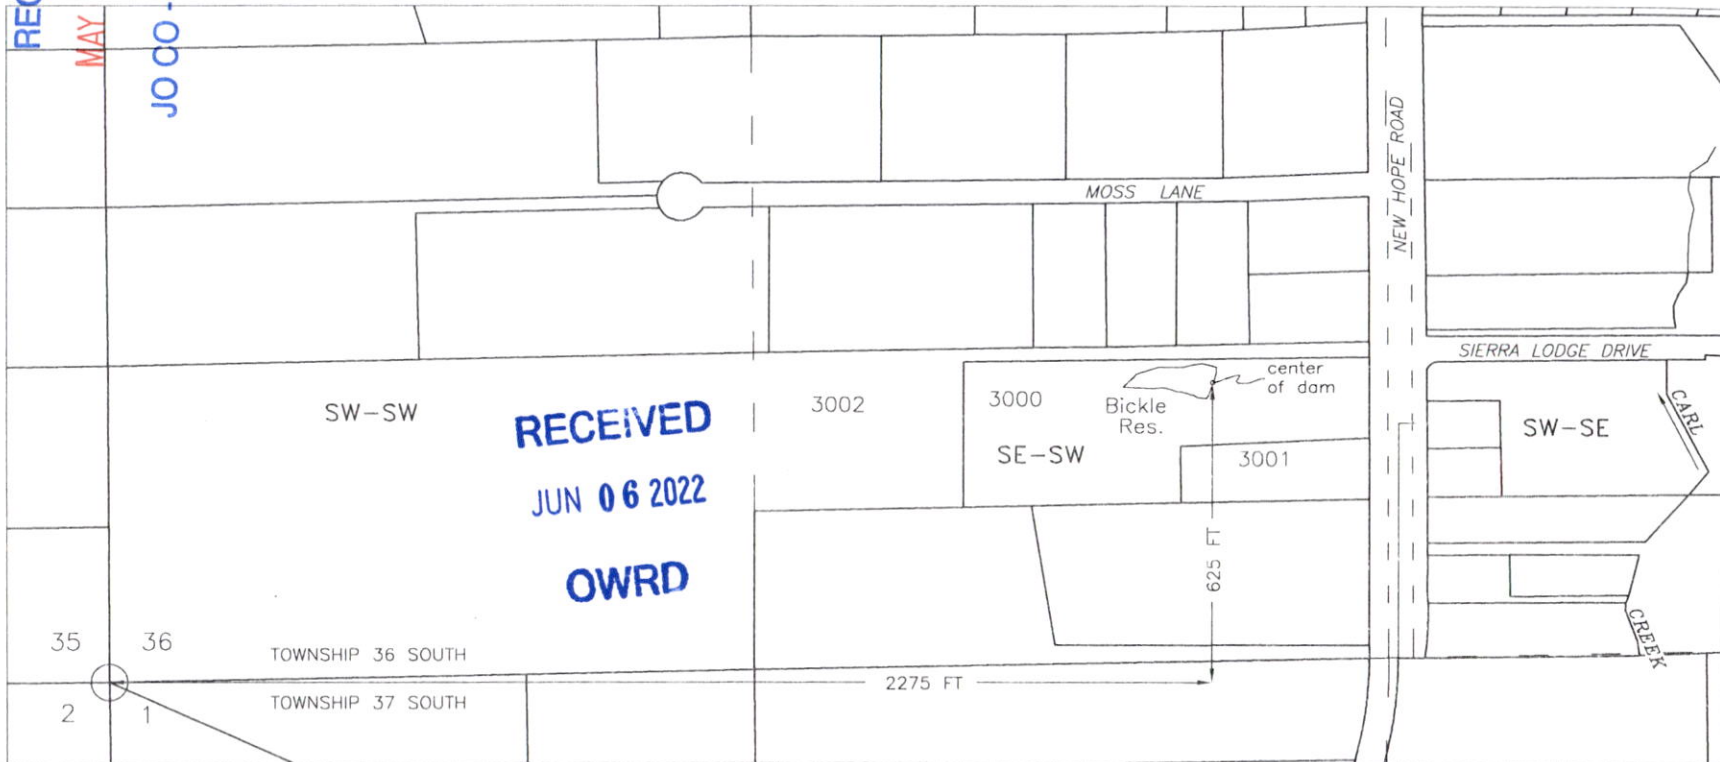 REC
MAY
JO CO -
MOSS LANE
NEW HOPE ROAD
SIERRA LODGE DRIVE
center
of dam
SW-SW
3002
3000
Bickle
Res.
SE-SW
3001
SW-SE
CARL
CREEK
RECEIVED
JUN 06 2022
OWRD
625 FT
35
36
TOWNSHIP 36 SOUTH
2275 FT
TOWNSHIP 37 SOUTH
2
1